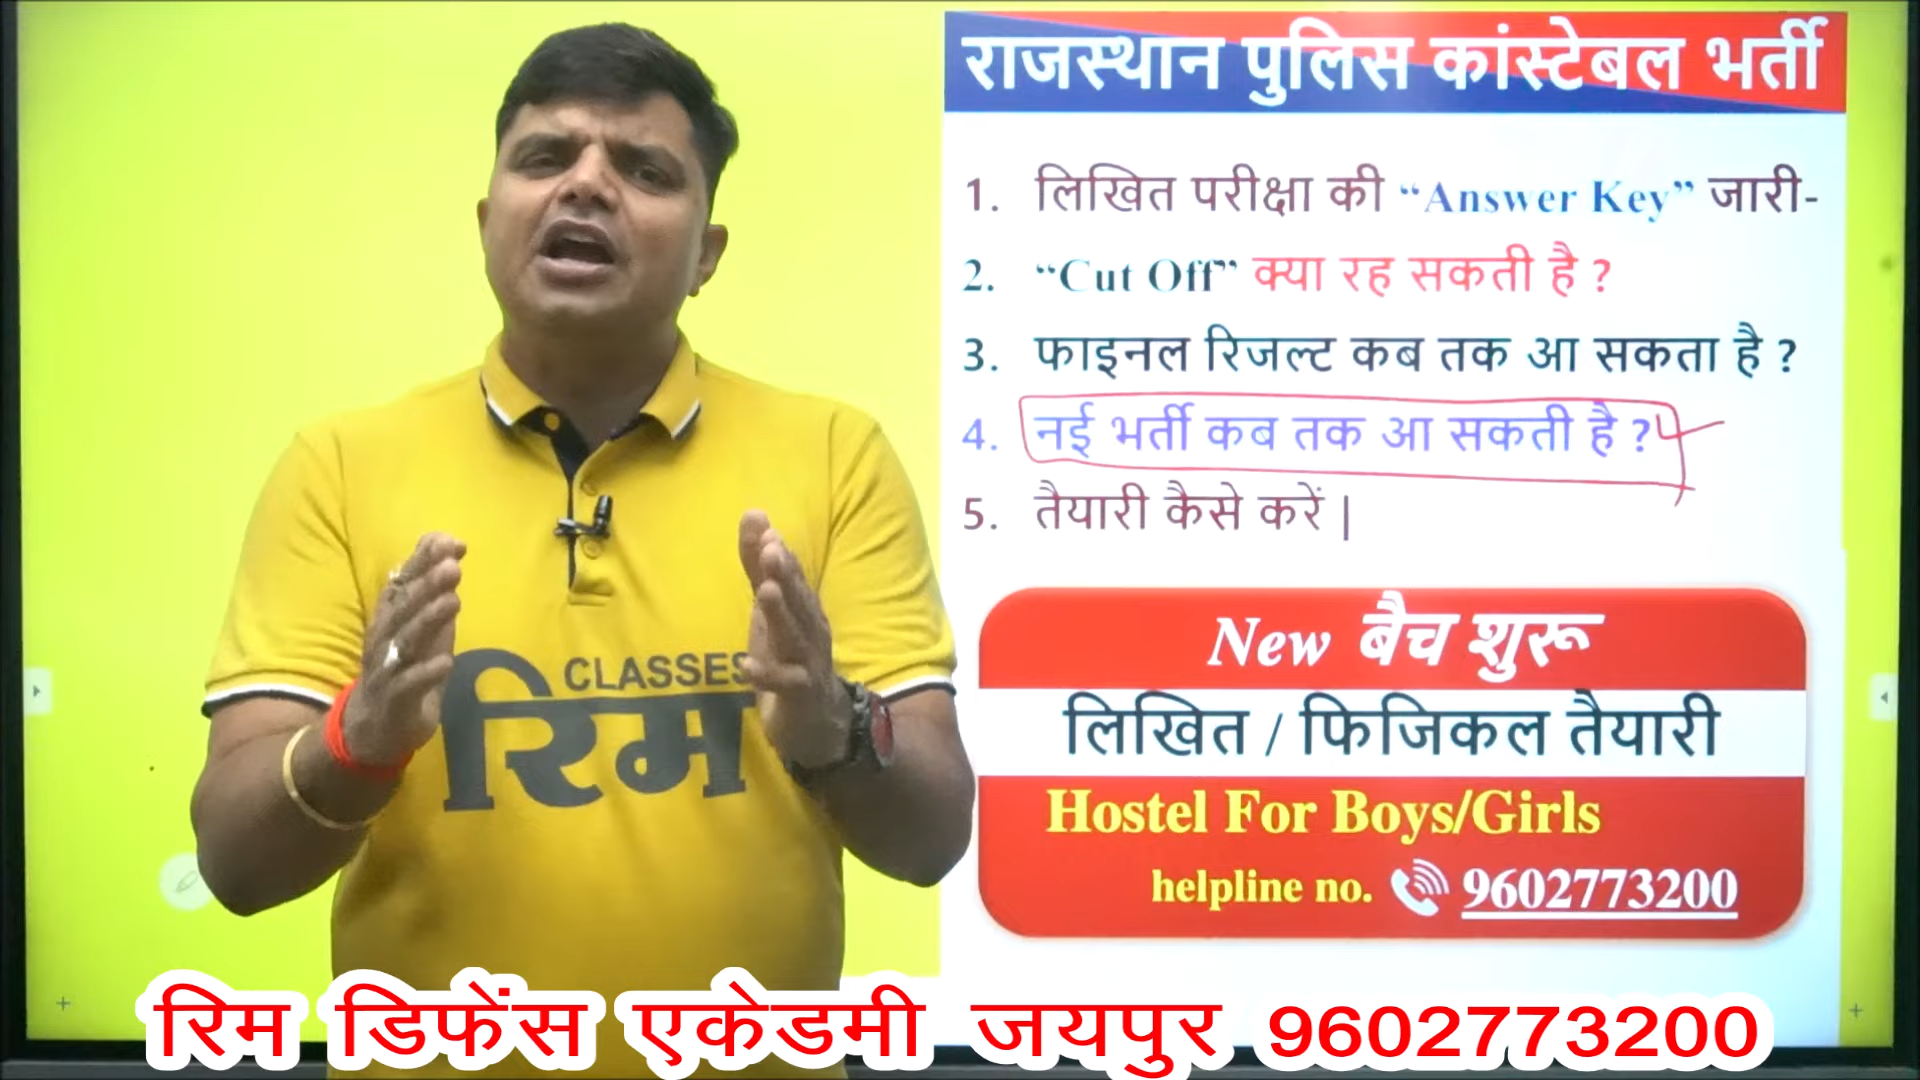 राजस्थान पुलिस कांस्टेबल भर्ती
1. लिखित परीक्षा की “Answer Key” जारी-
2. “Cut Off” क्या रह सकती है ?
3. फाइनल रिजल्ट कब तक आ सकता है ?
4. नई भर्ती कब तक आ सकती है ?
5. तैयारी कैसे करें |
New बैच शुरू
लिखित / फिजिकल तैयारी
Hostel For Boys/Girls
helpline no. 9602773200
CLASSES
रिम
रिम डिफेंस एकेडमी जयपुर 9602773200